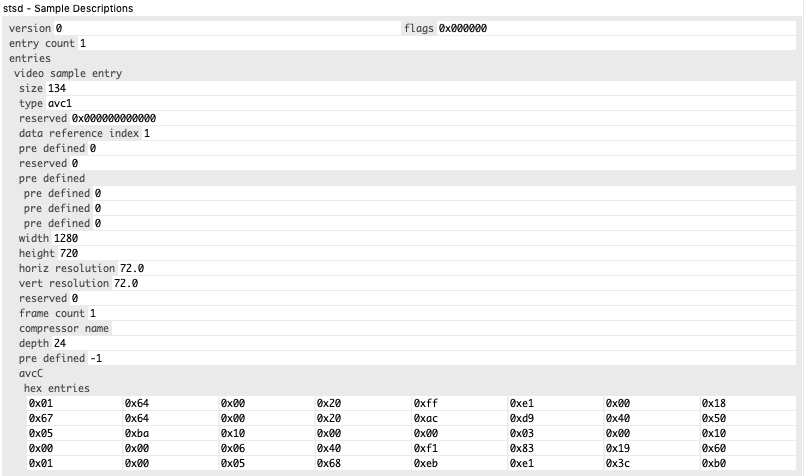 stsd - Sample Descriptions
version 0 flags 0x000000
entry count 1
entries
video sample entry
size 134
type avc1
reserved 0x000000000000
data reference index 1
pre defined 0
reserved 0
pre defined
pre defined 0
pre defined 0
pre defined 0
width 1280
height 720
horiz resolution 72.0
vert resolution 72.0
reserved 0
frame count 1
compressor name
depth 24
pre defined -1
avcC
hex entries
0x01 0x64 0x00 0x20 0xff 0xe1 0x00 0x18
0x67 0x64 0x00 0x20 0xac 0xd9 0x40 0x50
0x05 0xba 0x10 0x00 0x00 0x03 0x00 0x10
0x00 0x00 0x06 0x40 0xf1 0x83 0x19 0x60
0x01 0x00 0x05 0x68 0xeb 0xe1 0x3c 0xb0